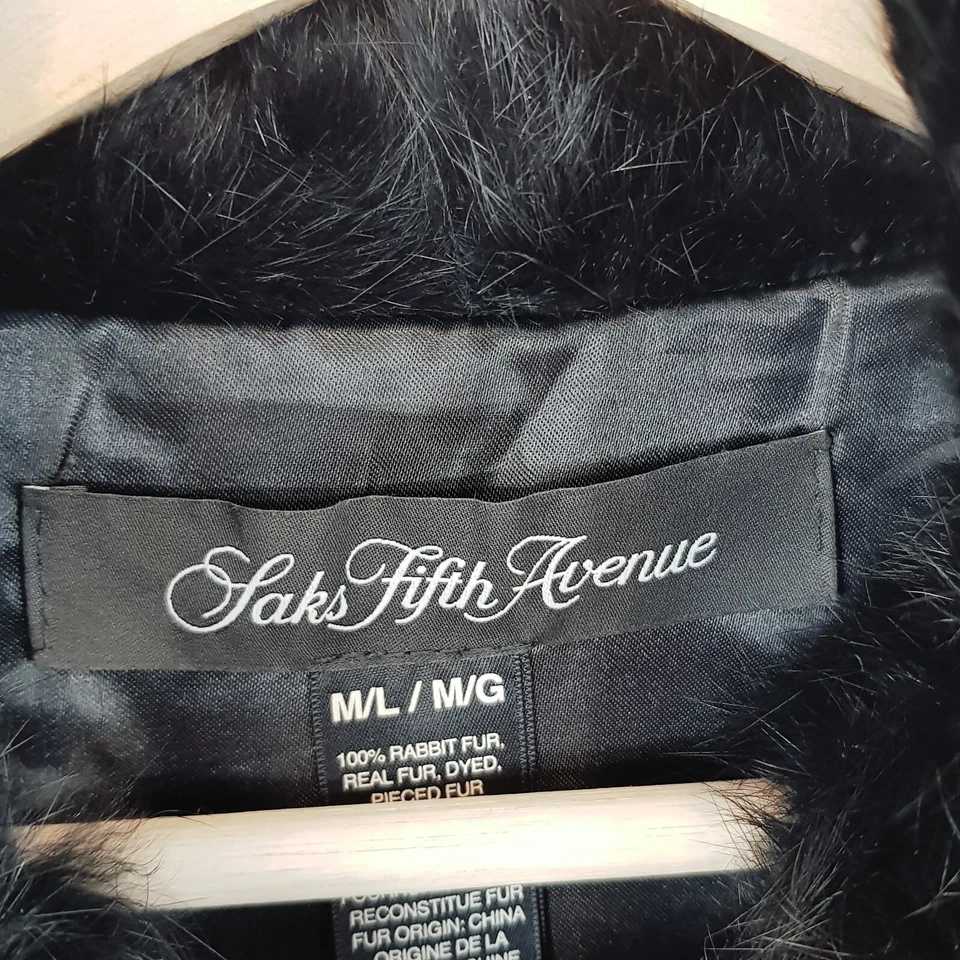 Saks Fifth Avenue
M/L / M/G
100% RABBIT FUR,
REAL FUR, DYED,
PIECED FUR
RECONSTITUE FUR
FUR ORIGIN: CHINA
ORIGINE DE LA